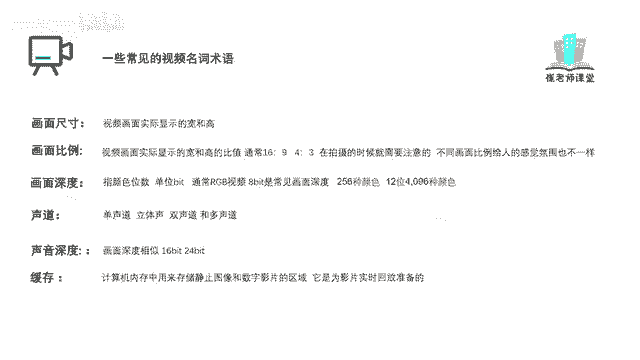 一些常见的视频名词术语
崔老师课堂
画面尺寸： 视频画面实际显示的宽和高
画面比例: 视频画面实际显示的宽和高的比值 通常16：9 4：3 在拍摄的时候就需要注意的 不同画面比例给人的感觉氛围也不一样
画面深度： 指颜色位数 单位bit 通常RGB视频 8bit是常见画面深度 256种颜色 12位4,096种颜色
声道： 单声道 立体声 双声道 和多声道
声音深度:： 画面深度相似 16bit 24bit
缓存 ： 计算机内存中用来存储静止图像和数字影片的区域 它是为影片实时回放准备的